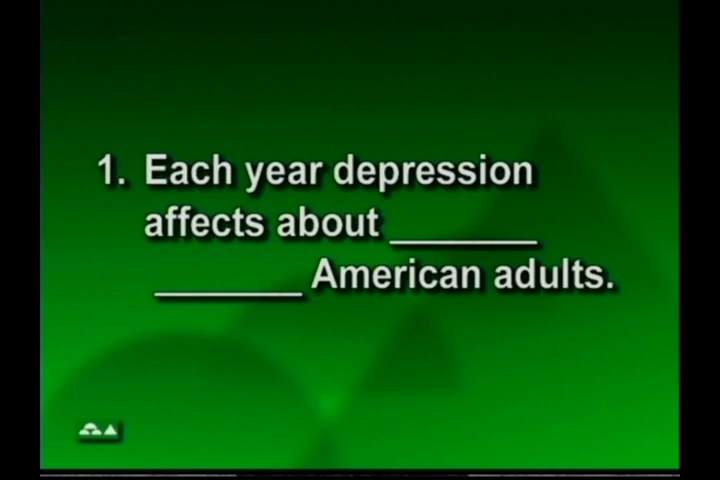 1. Each year depression
affects about _______
_______ American adults.